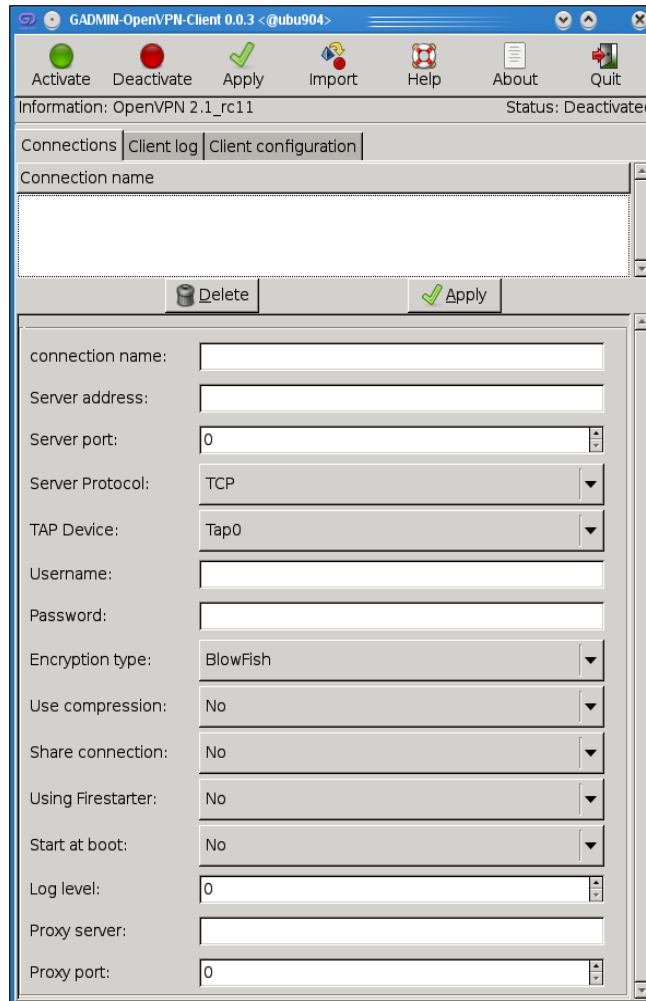 GADMIN-OpenVPN-Client 0.0.3 <@ubu904>
Activate Deactivate Apply Import Help About Quit
Information: OpenVPN 2.1_rc11 Status: Deactivated
Connections Client log Client configuration
Connection name
Delete Apply
connection name:
Server address:
Server port: 0
Server Protocol: TCP
TAP Device: Tap0
Username:
Password:
Encryption type: BlowFish
Use compression: No
Share connection: No
Using Firestarter: No
Start at boot: No
Log level: 0
Proxy server:
Proxy port: 0